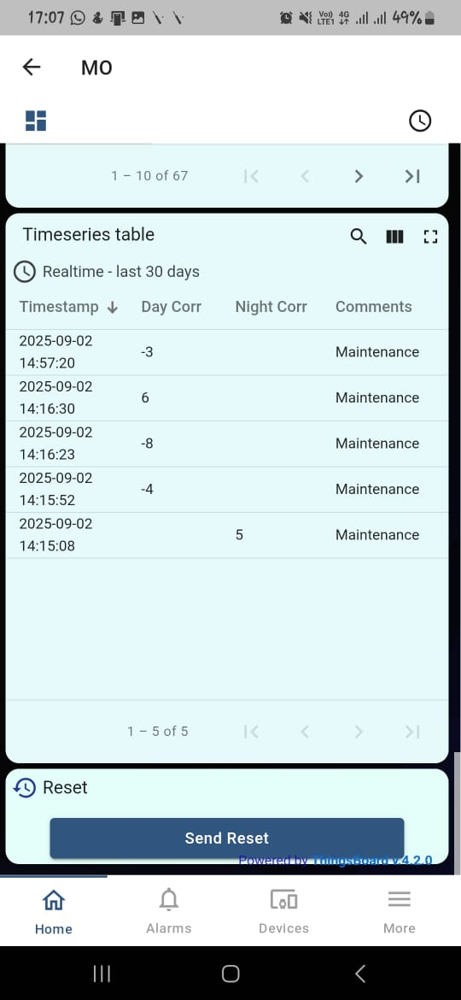 17:07 Vo)) LTE1 4G 49%
MO
1 – 10 of 67
Timeseries table
Realtime - last 30 days
Timestamp Day Corr Night Corr Comments
2025-09-02
14:57:20 -3 Maintenance
2025-09-02
14:16:30 6 Maintenance
2025-09-02
14:16:23 -8 Maintenance
2025-09-02
14:15:52 -4 Maintenance
2025-09-02
14:15:08 5 Maintenance
1 – 5 of 5
Reset
Send Reset
Powered by ThingsBoard v.4.2.0
Home Alarms Devices More